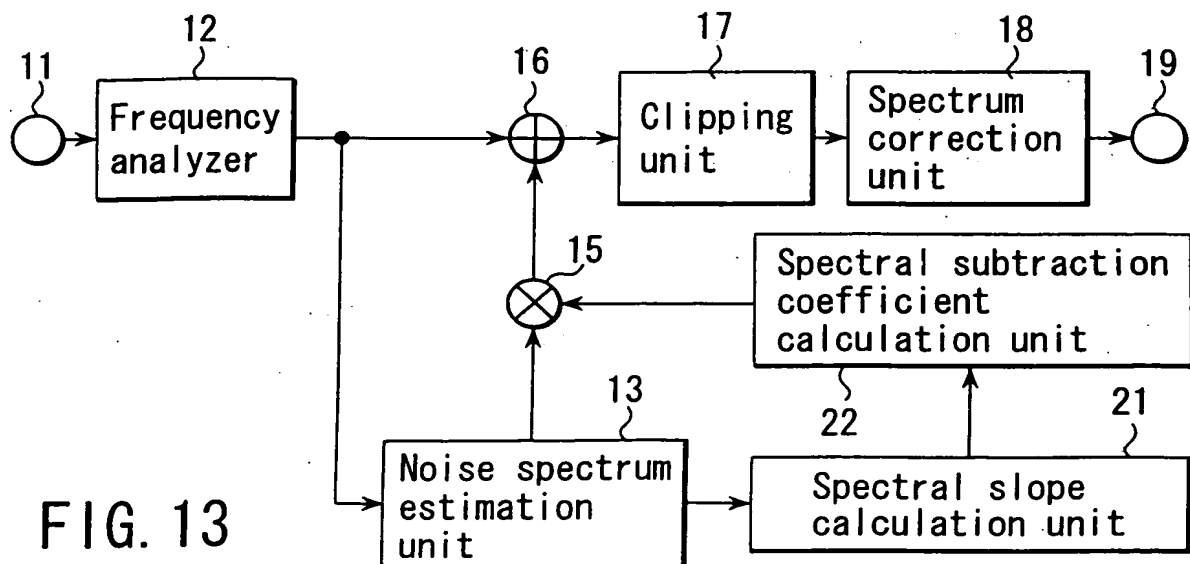 11
12
Frequency
analyzer
16
17
Clipping
unit
18
Spectrum
correction
unit
19
15
Spectral subtraction
coefficient
calculation unit
22
13
Noise spectrum
estimation
unit
21
Spectral slope
calculation unit
FIG. 13